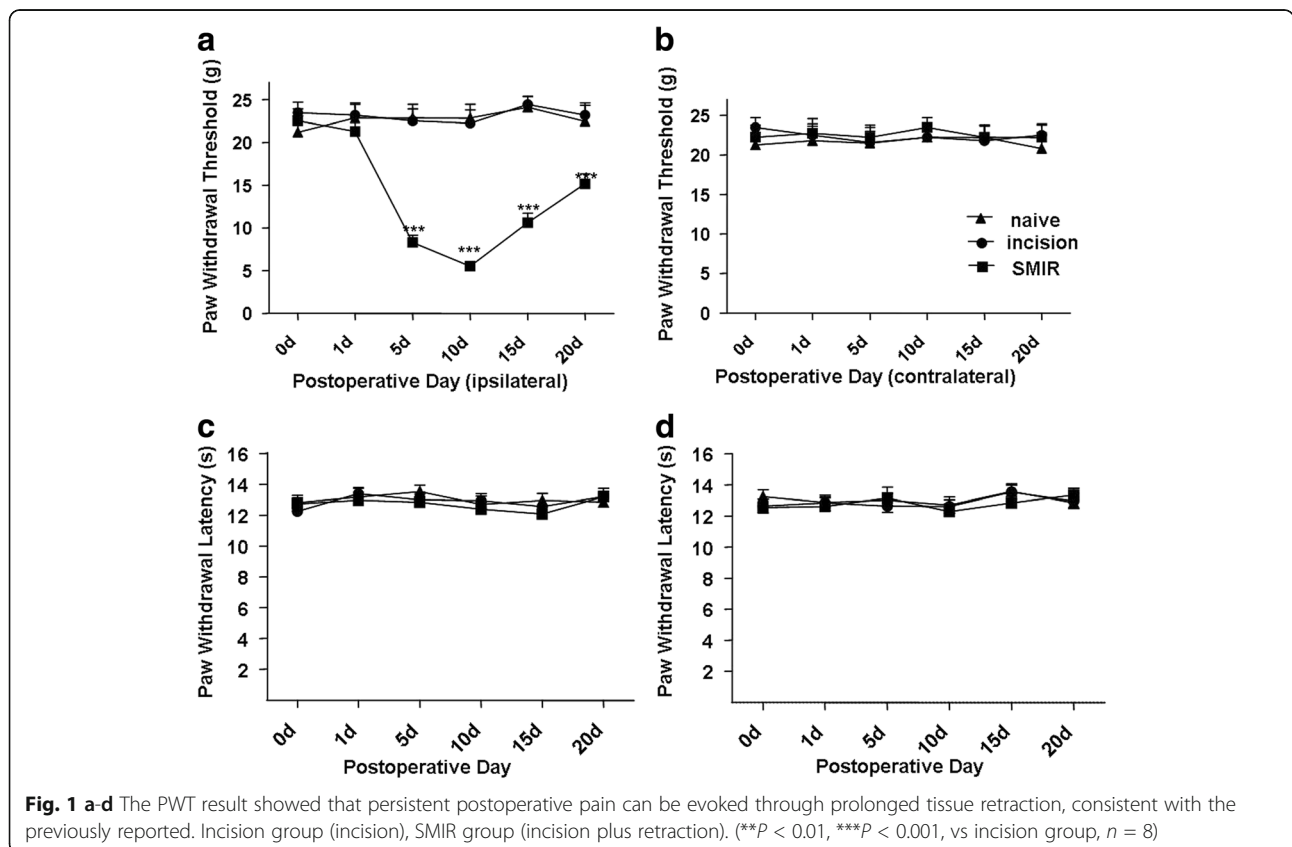 a
Paw Withdrawal Threshold (g)
25
20
15
10
5
0
***
***
***
***
0d
1d
5d
10d
15d
20d
Postoperative Day (ipsilateral)
b
Paw Withdrawal Threshold (g)
25
20
15
10
5
0
naive
incision
SMIR
0d
1d
5d
10d
15d
20d
Postoperative Day (contralateral)
c
Paw Withdrawal Latency (s)
16
14
12
10
8
6
4
2
0d
1d
5d
10d
15d
20d
Postoperative Day
d
Paw Withdrawal Latency (s)
16
14
12
10
8
6
4
2
0d
1d
5d
10d
15d
20d
Postoperative Day
Fig. 1 a-d The PWT result showed that persistent postoperative pain can be evoked through prolonged tissue retraction, consistent with the
previously reported. Incision group (incision), SMIR group (incision plus retraction). (**P < 0.01, ***P < 0.001, vs incision group, n = 8)